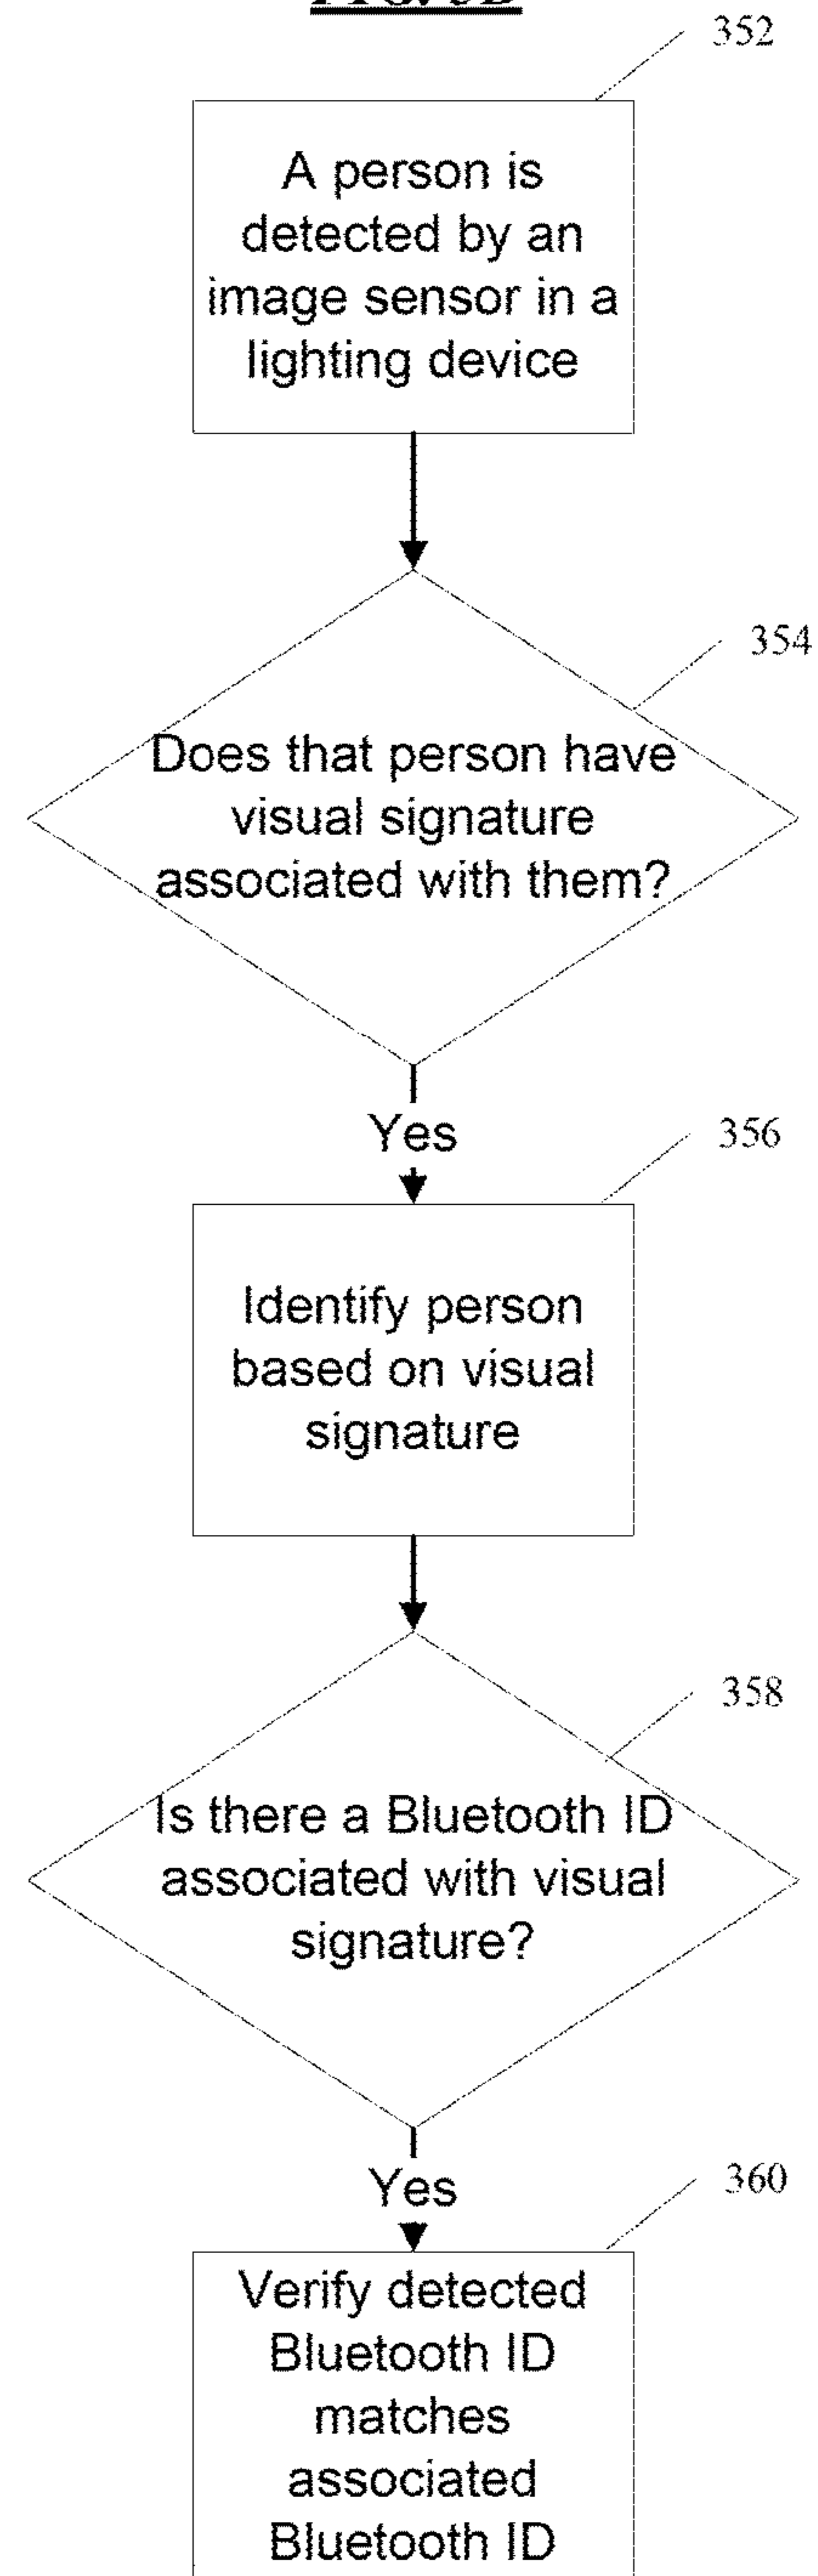 352
A person is
detected by an
image sensor in a
lighting device
354
Does that person have
visual signature
associated with them?
Yes
356
Identify person
based on visual
signature
358
Is there a Bluetooth ID
associated with visual
signature?
Yes
360
Verify detected
Bluetooth ID
matches
associated
Bluetooth ID